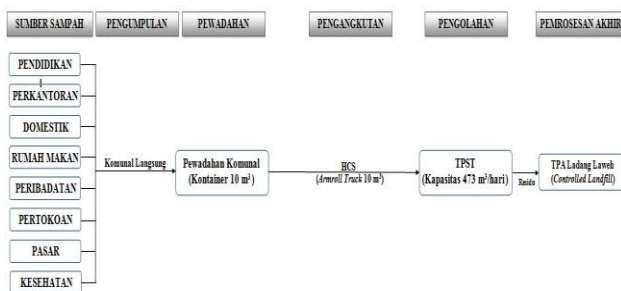 SUMBER SAMPAH
PENGUMPULAN
PEWADAHAN
PENGANGKUTAN
PENGOLAHAN
PEMROSESAN AKHIR
PENDIDIKAN
PERKANTORAN
DOMESTIK
RUMAH MAKAN
PERIBADATAN
PERTOKOAN
PASAR
KESEHATAN
Komunal Langsung
Pewadahan Komunal
(Kontainer 10 m³)
HCS
(Armroll Truck 10 m³)
TPST
(Kapasitas 473 m³/hari)
Residu
TPA Ladang Laweh
(Controlled Landfill)